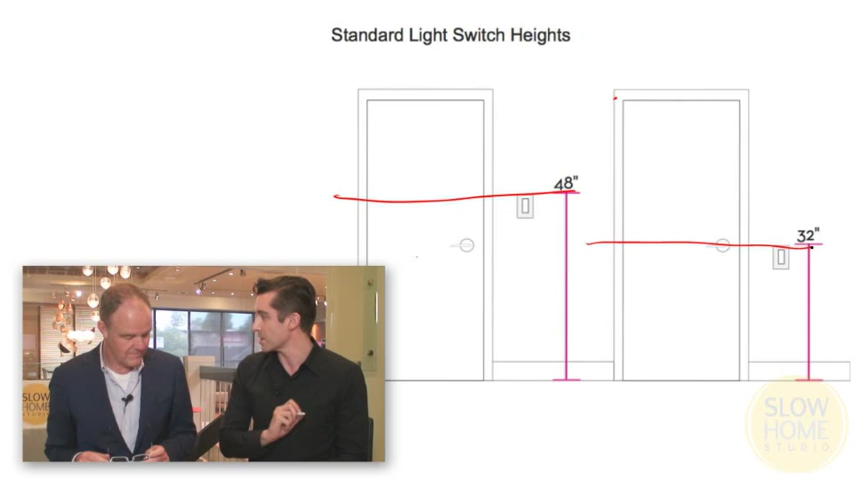 Standard Light Switch Heights
48"
32"
SLOW
HOME
STUDIO
SLOW
HOME
STUDIO